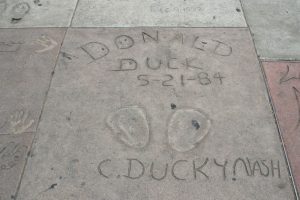 DONALD
DUCK
5-21-84
C. DUCKY NASH